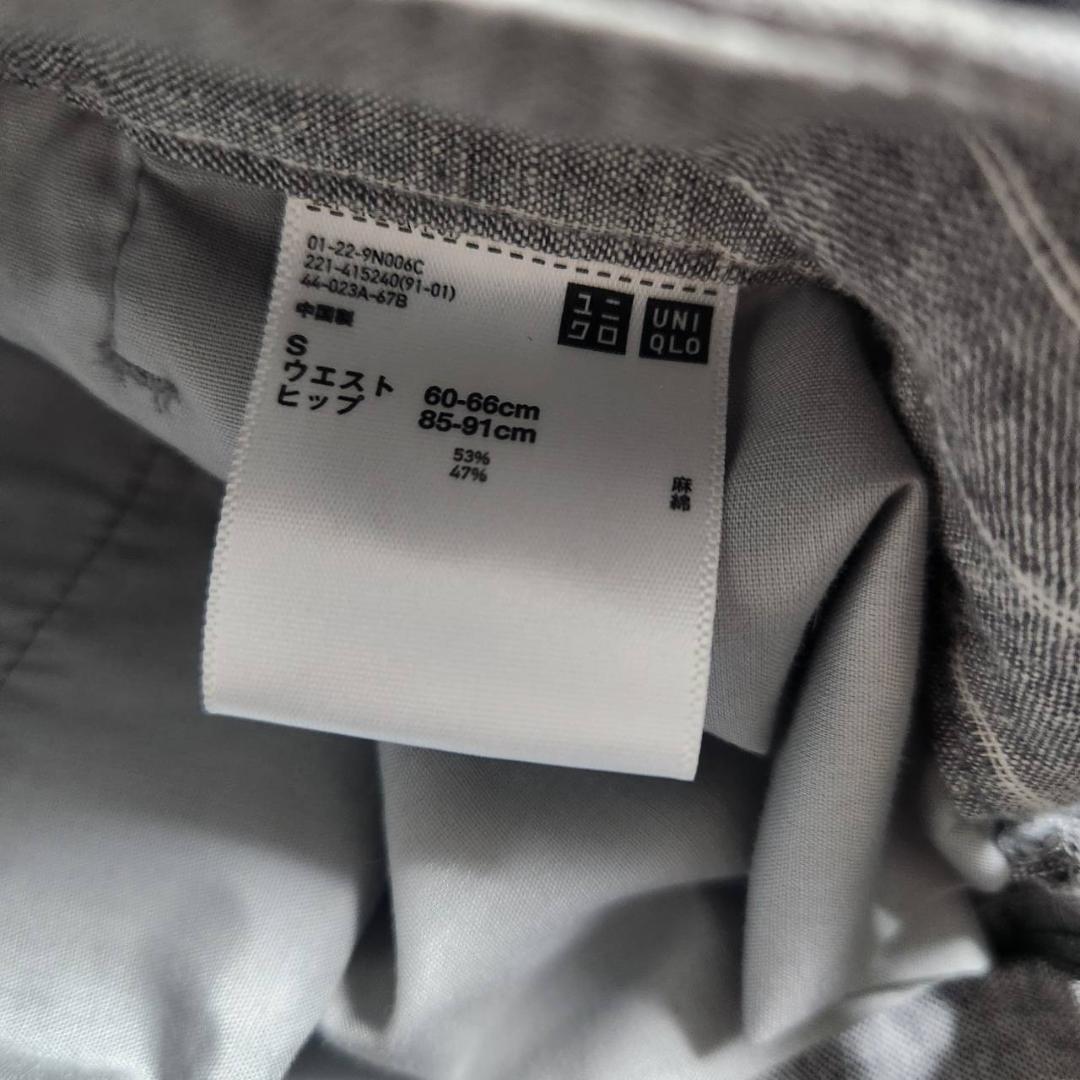 01-22-9N006C
221-415240(91-01)
44-023A-67B
中国製
ユニクロ
UNIQLO
S
ウエスト 60-66cm
ヒップ 85-91cm
53% 麻
47% 綿